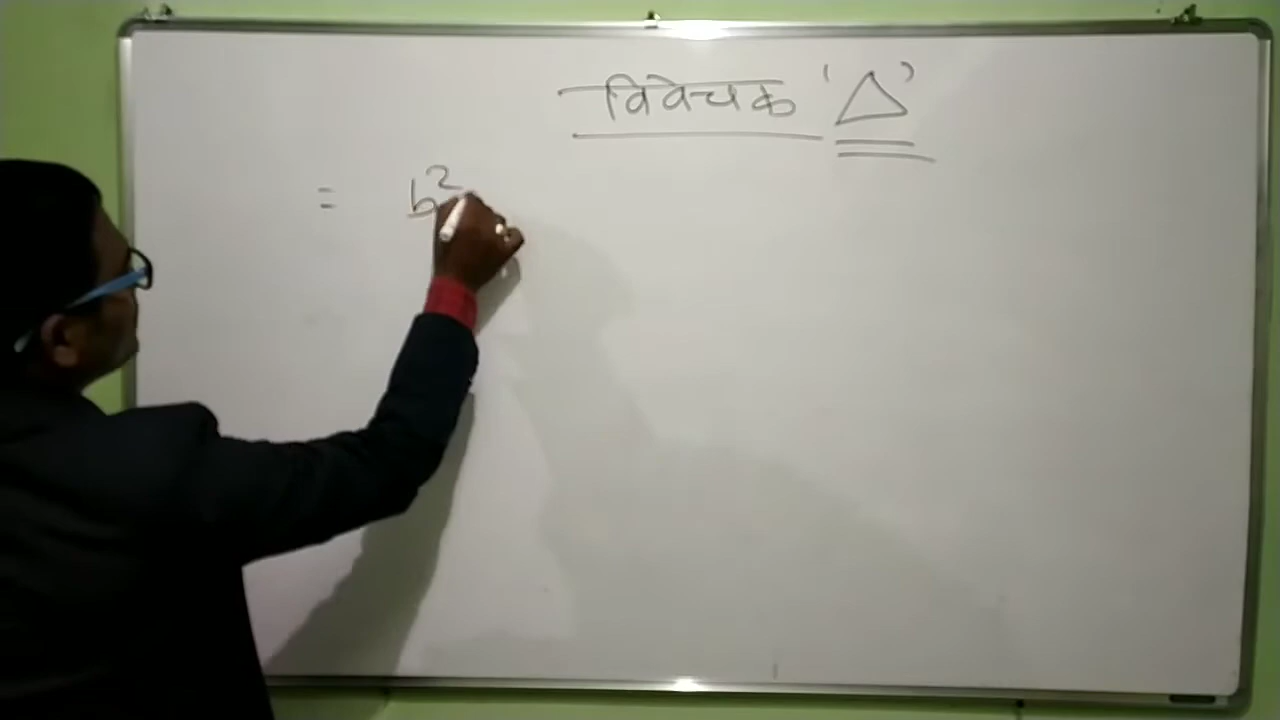 विवेचक 'Δ'
= b²